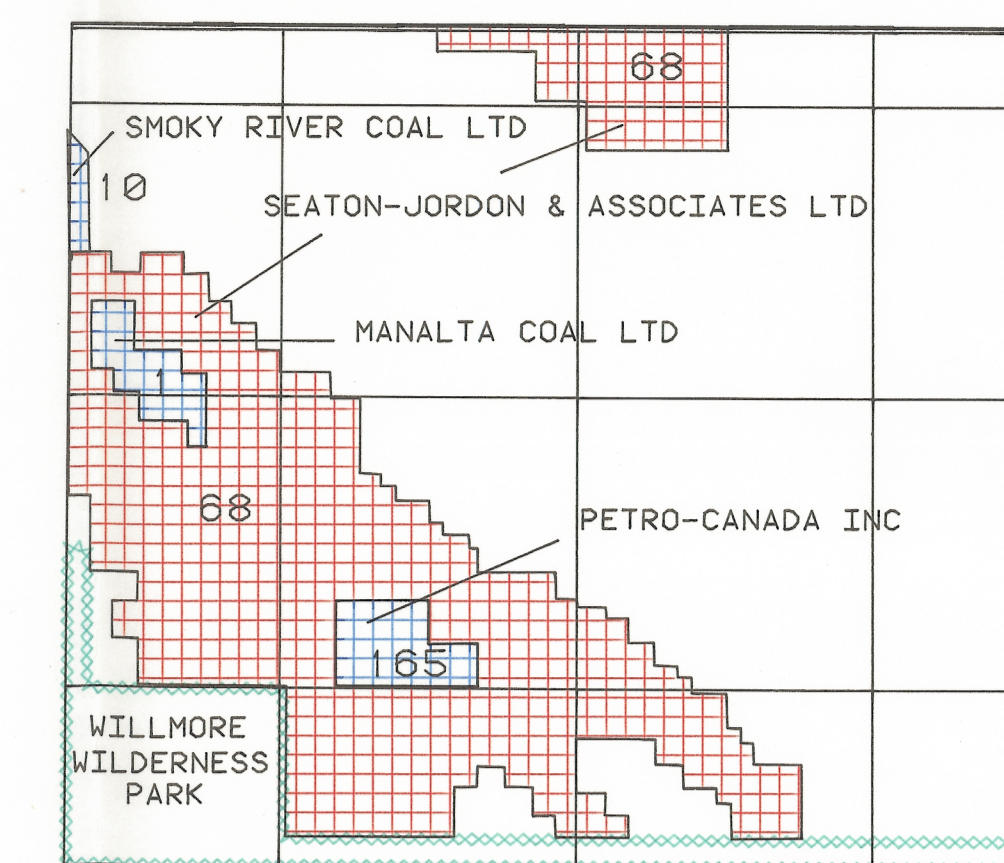 68
SMOKY RIVER COAL LTD
10
SEATON-JORDON & ASSOCIATES LTD
MANALTA COAL LTD
1
68
PETRO-CANADA INC
165
WILLMORE
WILDERNESS
PARK